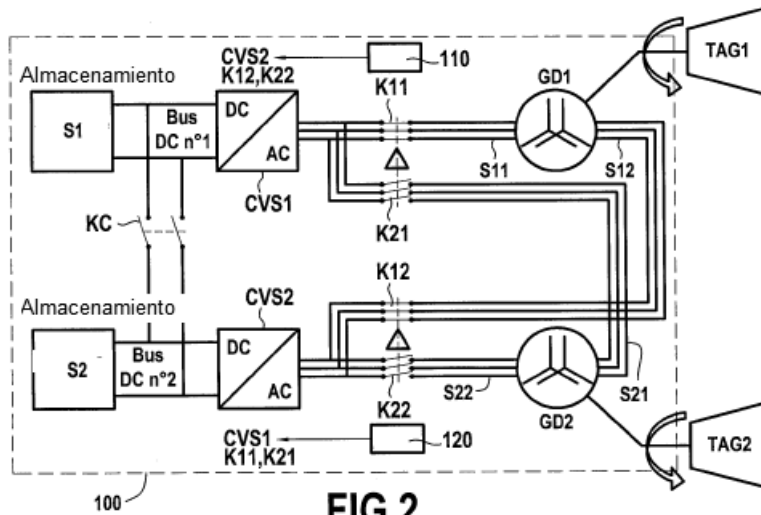 CVS2
K12,K22
110
TAG1
Almacenamiento
K11
GD1
S1
Bus
DC n°1
DC
AC
S11
S12
CVS1
KC
K21
K12
Almacenamiento
CVS2
S2
Bus
DC n°2
DC
AC
S22
S21
K22
GD2
CVS1
K11,K21
120
TAG2
100
FIG.2